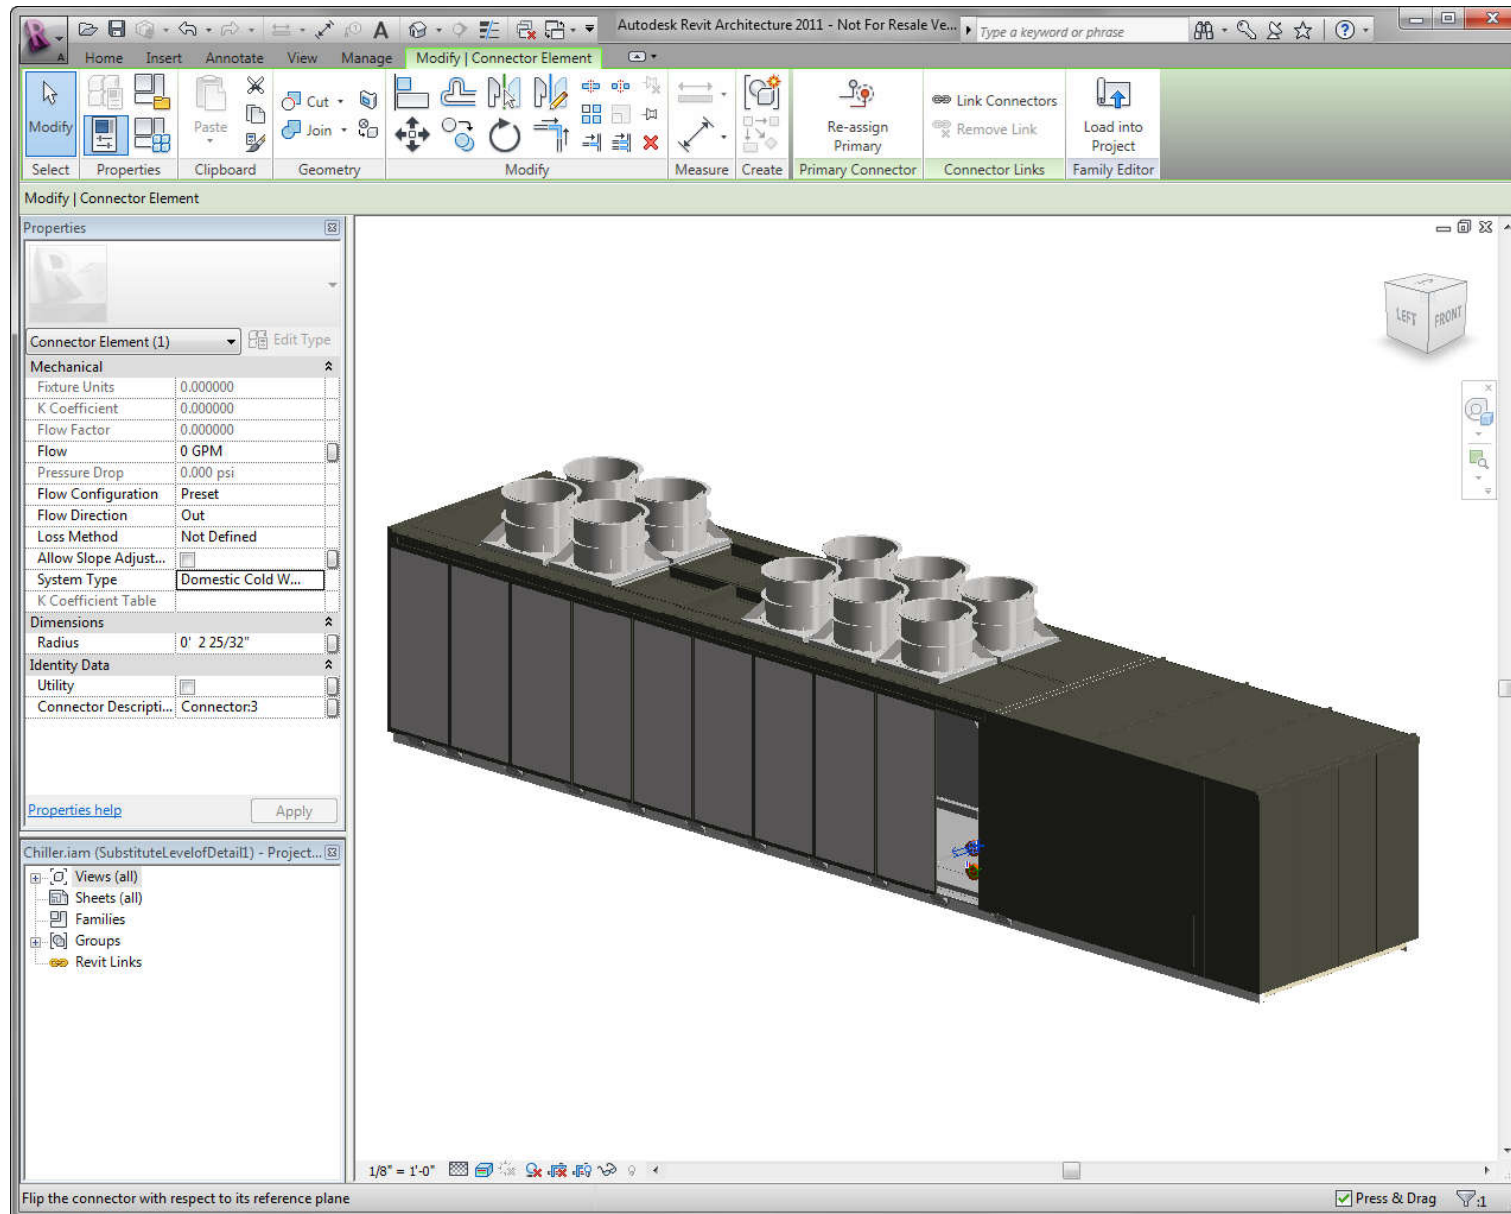 Autodesk Revit Architecture 2011 - Not For Resale Ve...
Type a keyword or phrase
Home Insert Annotate View Manage Modify | Connector Element
Modify
Paste
Cut
Join
Re-assign
Primary
Link Connectors
Remove Link
Load into
Project
Select Properties Clipboard Geometry Modify Measure Create Primary Connector Connector Links Family Editor
Modify | Connector Element
Properties
Connector Element (1)
Edit Type
Mechanical
Fixture Units 0.000000
K Coefficient 0.000000
Flow Factor 0.000000
Flow 0 GPM
Pressure Drop 0.000 psi
Flow Configuration Preset
Flow Direction Out
Loss Method Not Defined
Allow Slope Adjust...
System Type Domestic Cold W...
K Coefficient Table
Dimensions
Radius 0' 2 25/32"
Identity Data
Utility
Connector Descripti... Connector:3
Properties help
Apply
Chiller.iam (SubstituteLevelofDetail1) - Project...
Views (all)
Sheets (all)
Families
Groups
Revit Links
LEFT
FRONT
1/8" = 1'-0"
Flip the connector with respect to its reference plane
Press & Drag
:1